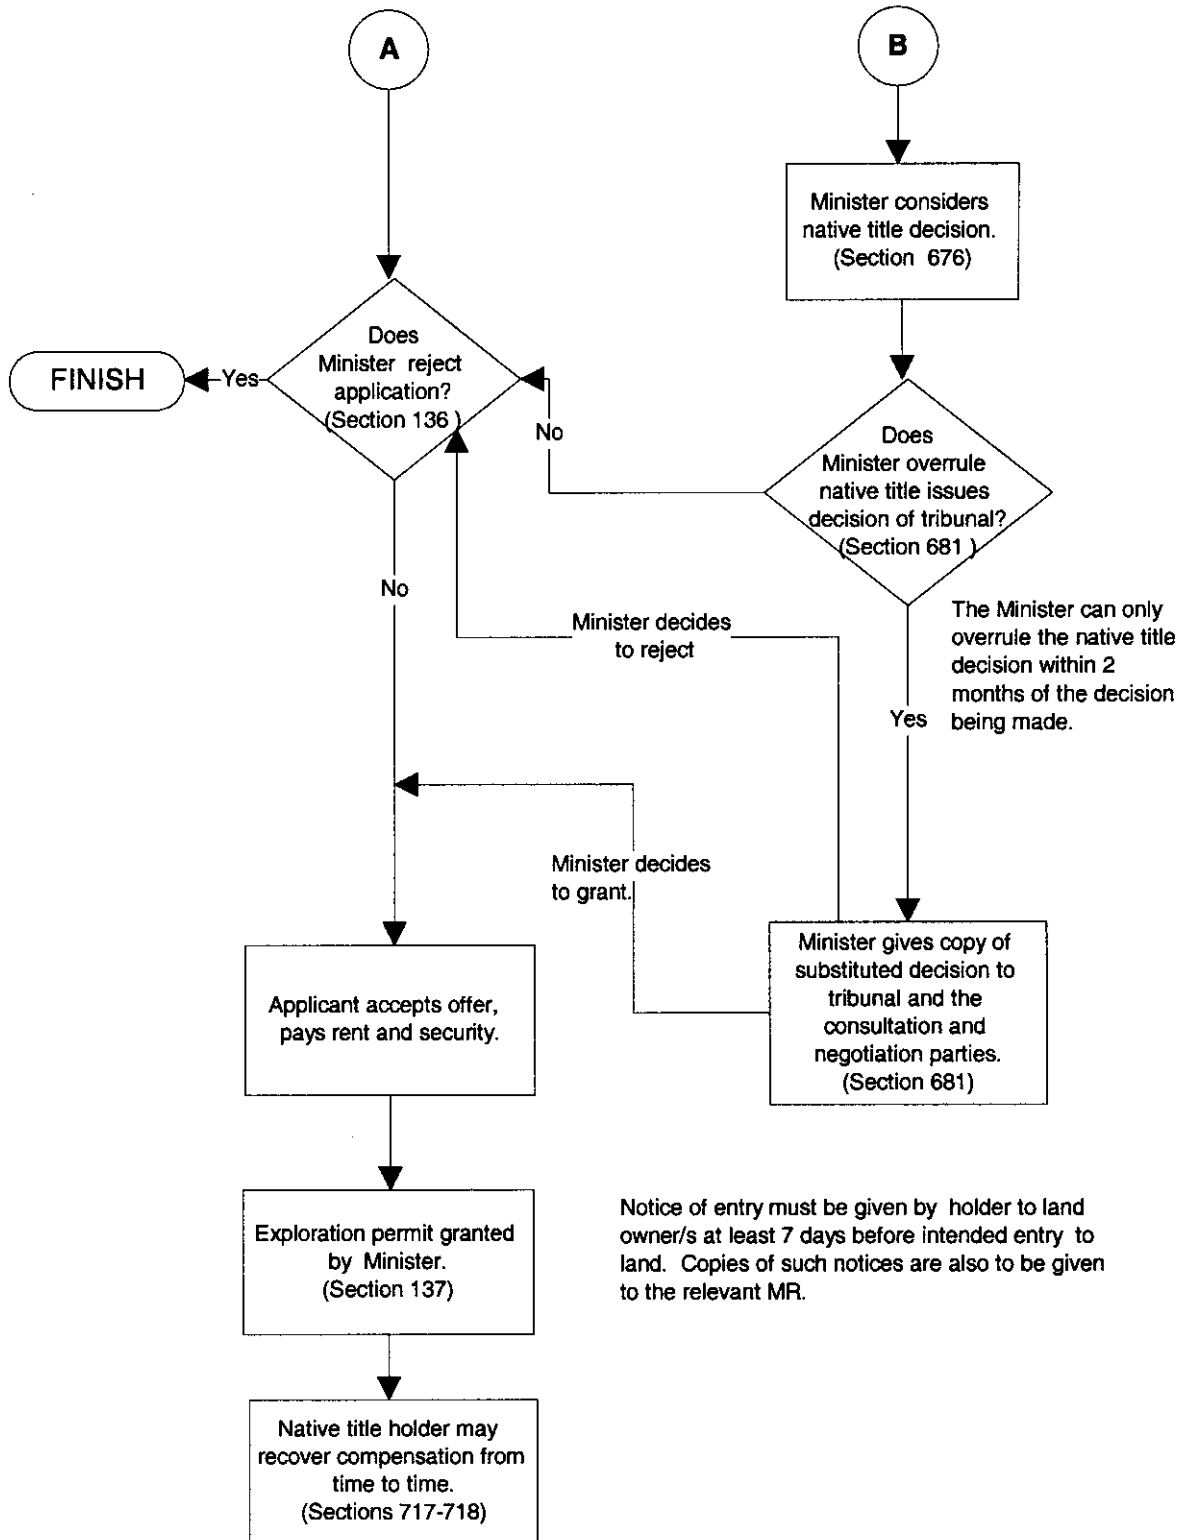 A
B
Minister considers
native title decision.
(Section 676)
Does
Minister reject
application?
(Section 136 )
FINISH
Yes
No
Does
Minister overrule
native title issues
decision of tribunal?
(Section 681 )
No
The Minister can only
overrule the native title
decision within 2
months of the decision
being made.
Minister decides
to reject
Yes
Minister decides
to grant.
Minister gives copy of
substituted decision to
tribunal and the
consultation and
negotiation parties.
(Section 681)
Applicant accepts offer,
pays rent and security.
Exploration permit granted
by Minister.
(Section 137)
Notice of entry must be given by holder to land
owner/s at least 7 days before intended entry to
land. Copies of such notices are also to be given
to the relevant MR.
Native title holder may
recover compensation from
time to time.
(Sections 717-718)